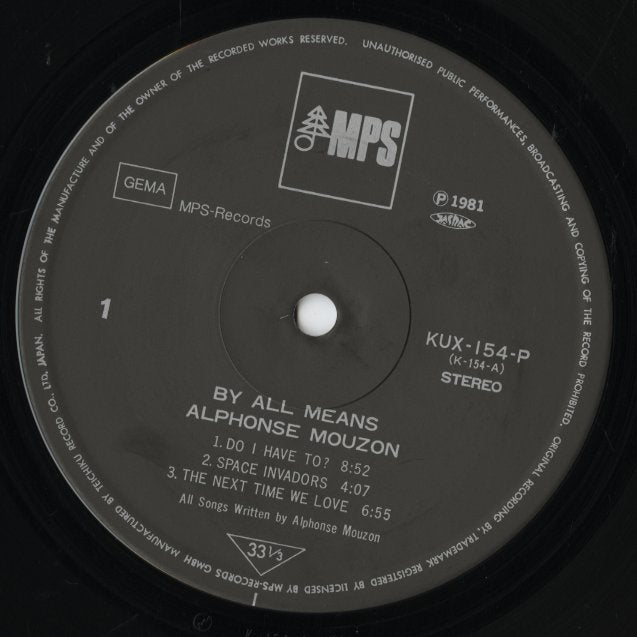 ALL RIGHTS OF THE MANUFACTURE AND OF THE OWNER OF THE RECORDED WORKS RESERVED. UNAUTHORISED PUBLIC PERFORMANCES, BROADCASTING AND COPYING OF THE RECORD PROHIBITED. ORIGINAL RECORDING BY, TRADEMARK REGISTERED BY, LICENSED BY MPS-RECORDS GMBH MANUFACTURED BY TEICHIKU RECORD CO., LTD. JAPAN.
MPS
GEMA
MPS-Records
Ⓟ 1981
JASRAC
1
KUX-154-P
(K-154-A)
STEREO
BY ALL MEANS
ALPHONSE MOUZON
1. DO I HAVE TO? 8:52
2. SPACE INVADORS 4:07
3. THE NEXT TIME WE LOVE 6:55
All Songs Written by Alphonse Mouzon
33⅓